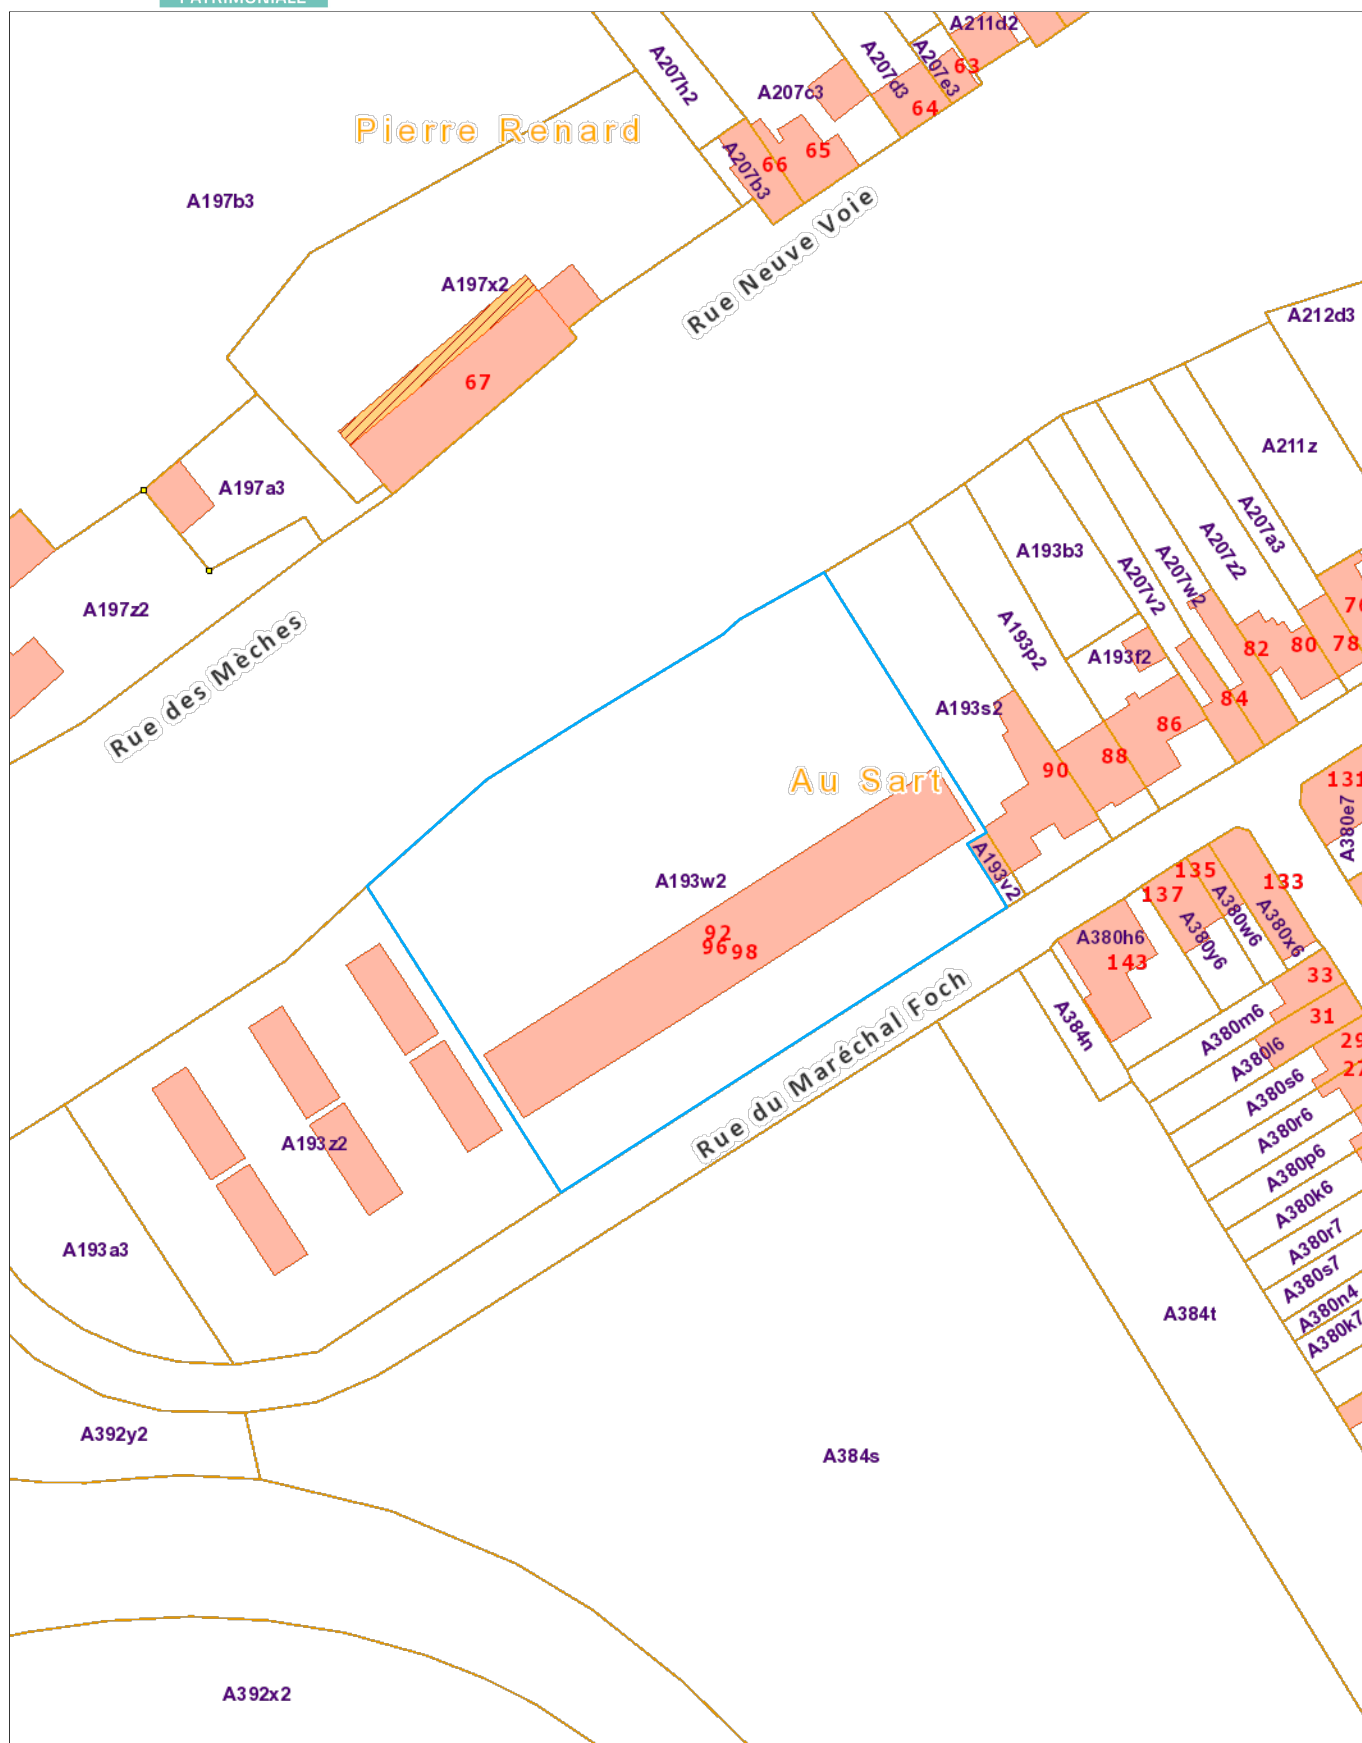 PATRIMONIALE
A211d2
A207h2
A207d3
A207e3
63
A207c3
64
Pierre Renard
65
66
A207b3
A197b3
Rue Neuve Voie
A197x2
A212d3
67
A211z
A197a3
A207a3
A207z2
A193b3
A207w2
A207v2
76
A197z2
A193p2
78
80
82
Rue des Mèches
A193f2
84
A193s2
86
88
90
Au Sart
131
A380e7
A193v2
135
133
A193w2
137
A380w6
A380x6
92
96
98
A380h6
A380y6
143
33
Rue du Maréchal Foch
A384n
A380m6
31
29
A380l6
27
A380s6
A380r6
A193z2
A380p6
A380k6
A193a3
A380r7
A380s7
A380n4
A384t
A380k7
A392y2
A384s
A392x2